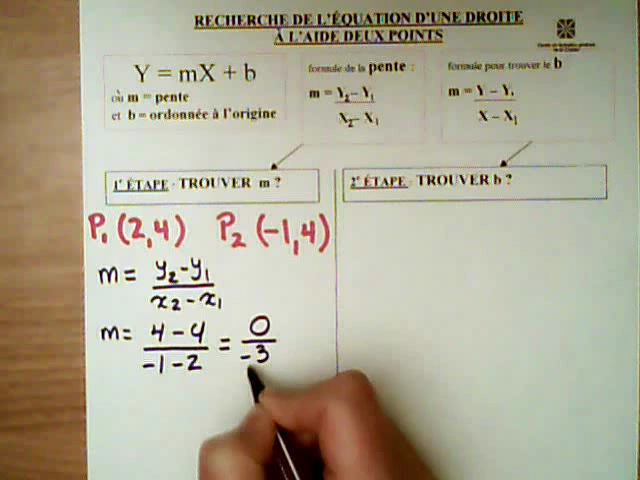 RECHERCHE DE L'ÉQUATION D'UNE DROITE
À L'AIDE DEUX POINTS
Y = mX + b
où m = pente
et b = ordonnée à l'origine
formule de la pente :
m = Y₂ – Y₁
X₂ – X₁
formule pour trouver le b
m = Y – Y₁
X – X₁
1ᵉ ÉTAPE - TROUVER m ?
2ᵉ ÉTAPE - TROUVER b ?
P₁ (2,4) P₂ (-1,4)
m = y₂ - y₁
x₂ - x₁
m = 4 - 4 = 0
-1 - 2 -3